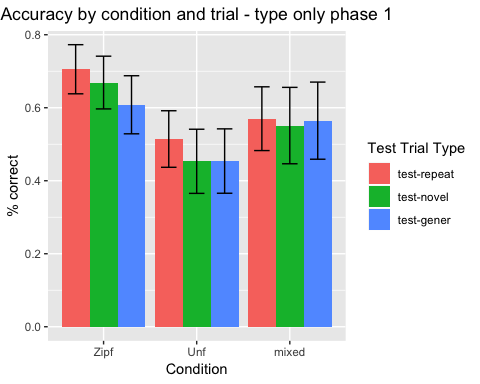 Accuracy by condition and trial - type only phase 1
0.8
0.6
0.4
0.2
0.0
% correct
Zipf
Unf
mixed
Condition
Test Trial Type
test-repeat
test-novel
test-gener